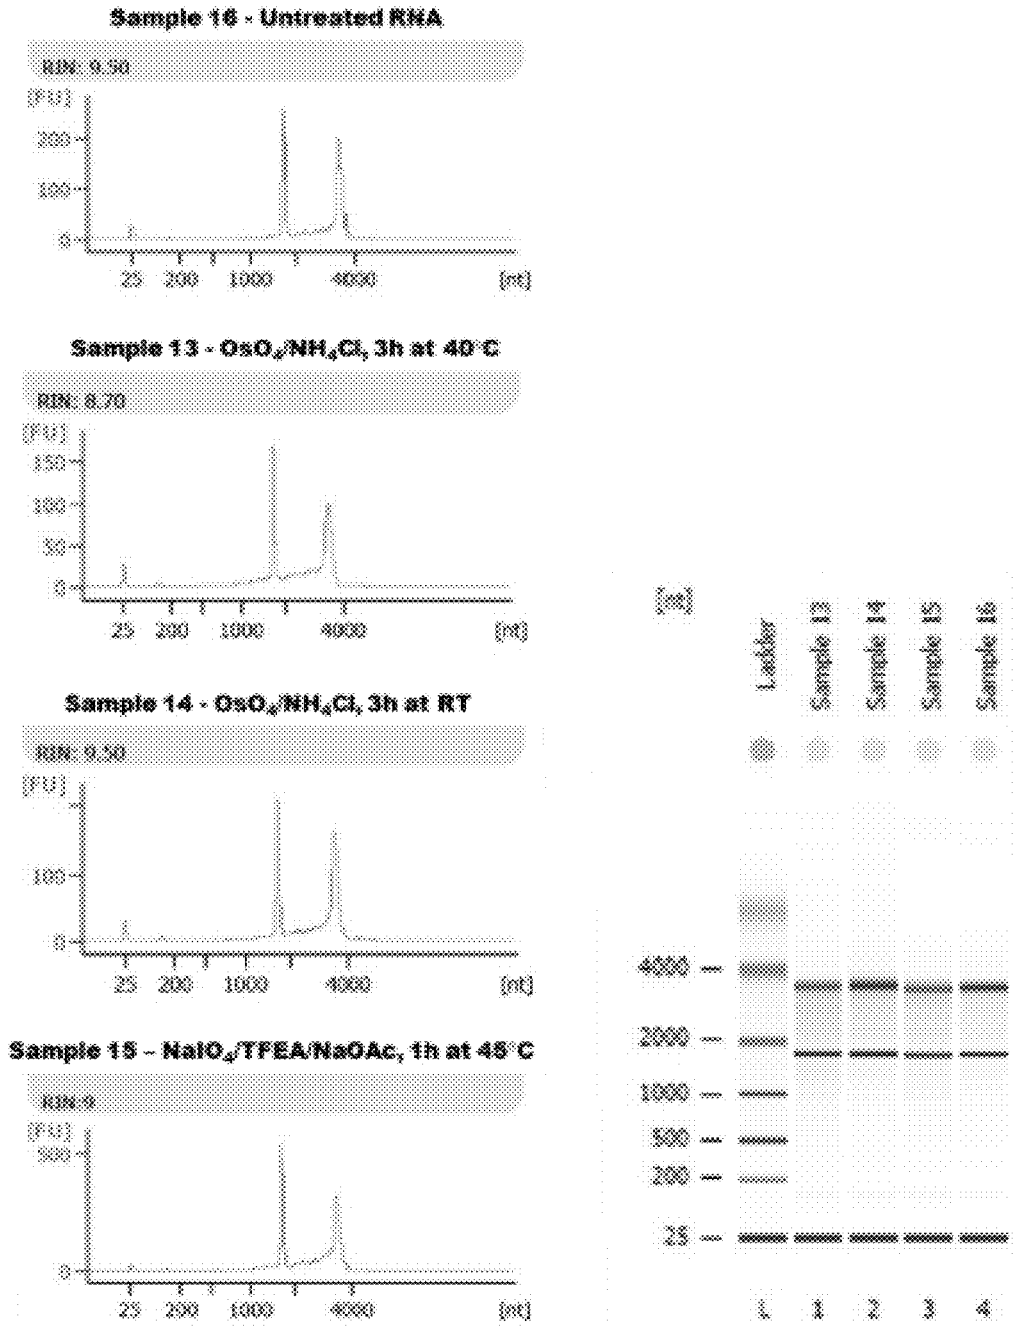 Sample 16 - Untreated RNA
RIN: 9.50
[FU]
200
100
0
25 200 1000 4000 [nt]
Sample 13 - OsO₄/NH₄Cl, 3h at 40°C
RIN: 8.70
[FU]
150
100
50
0
25 200 1000 4000 [nt]
Sample 14 - OsO₄/NH₄Cl, 3h at RT
RIN: 9.50
[FU]
100
0
25 200 1000 4000 [nt]
Sample 15 – NaIO₄/TFEA/NaOAc, 1h at 45°C
RIN:9
[FU]
500
0
25 200 1000 4000 [nt]
[nt]
Ladder
Sample 13
Sample 14
Sample 15
Sample 16
4000
2000
1000
500
200
25
L 1 2 3 4